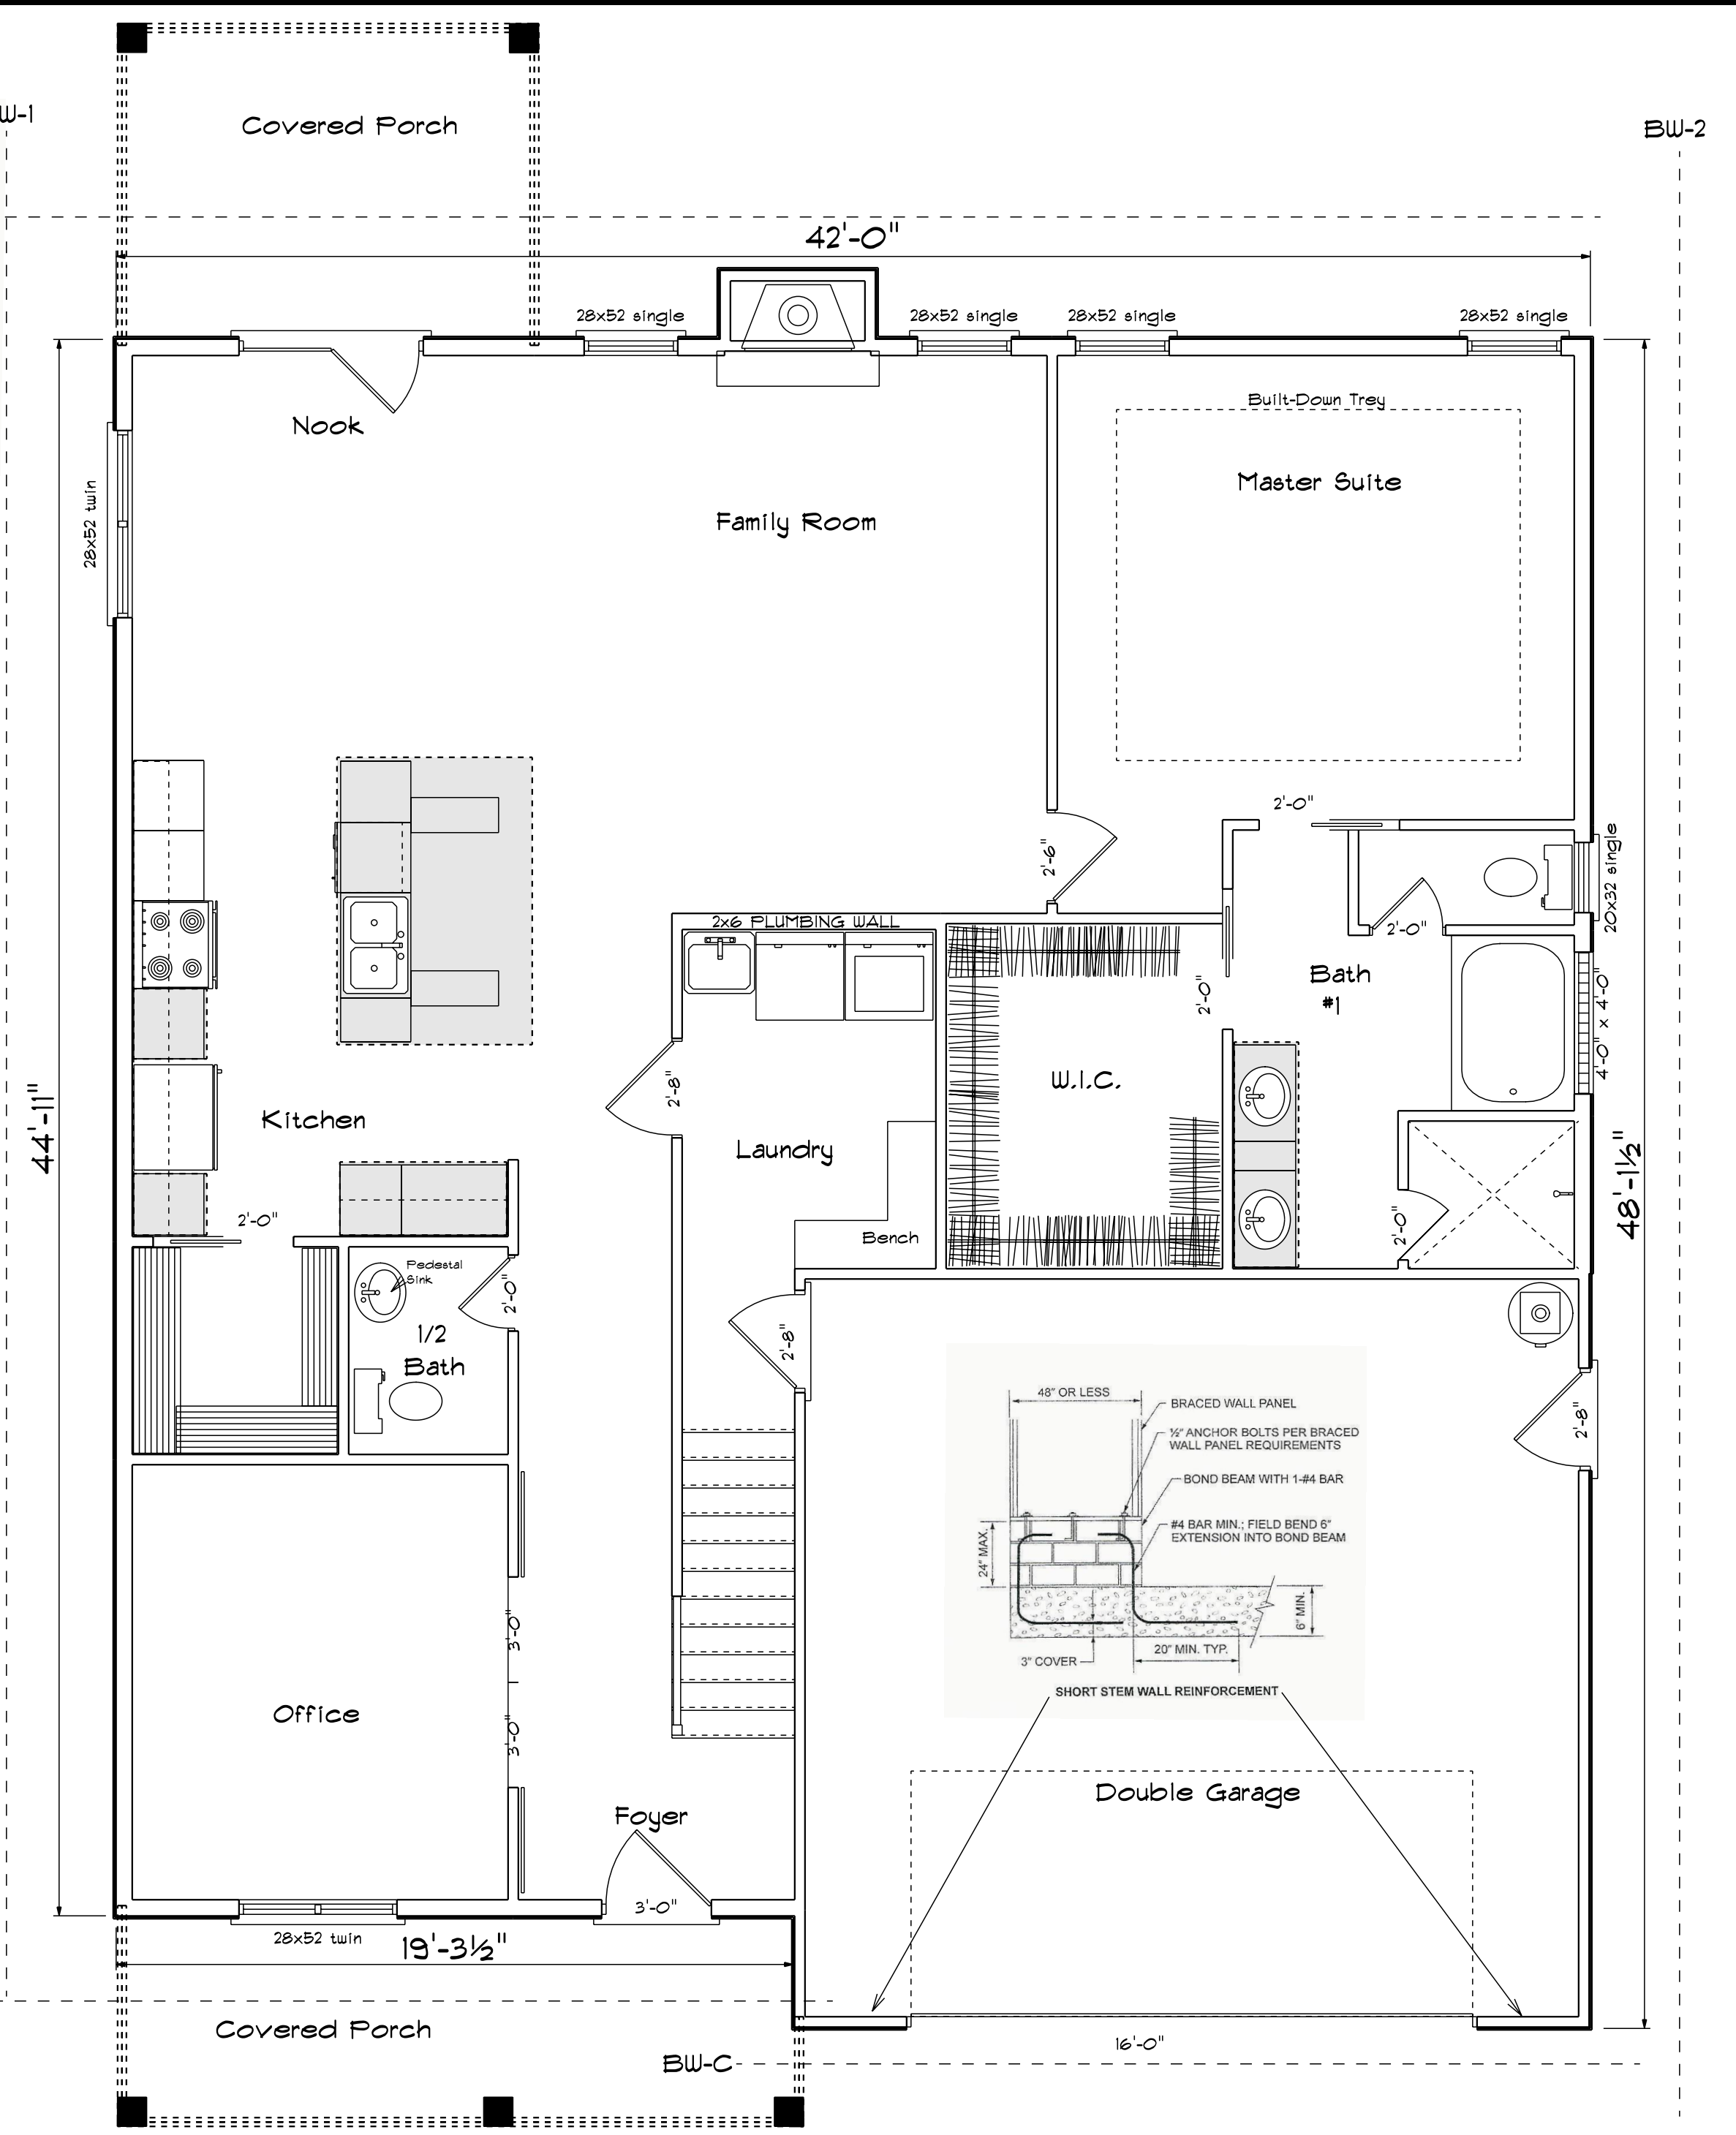 W-1
Covered Porch
BW-2
42'-0"
28x52 single
28x52 single
28x52 single
28x52 single
Nook
Built-Down Trey
Master Suite
28x52 twin
Family Room
2'-0"
2'-6"
20x32 single
2x6 PLUMBING WALL
2'-0"
Bath
#1
2'-0"
4'-0" x 4'-0"
W.I.C.
2'-8"
Kitchen
44'-11"
Laundry
48'-1½"
2'-0"
2'-0"
Bench
Pedestal
Sink
2'-0"
1/2
Bath
2'-8"
48" OR LESS
BRACED WALL PANEL
½" ANCHOR BOLTS PER BRACED
WALL PANEL REQUIREMENTS
2'-8"
BOND BEAM WITH 1-#4 BAR
#4 BAR MIN.; FIELD BEND 6"
EXTENSION INTO BOND BEAM
24" MAX.
6" MIN.
20" MIN. TYP.
3" COVER
SHORT STEM WALL REINFORCEMENT
3'-0"
Office
3'-0"
Double Garage
Foyer
3'-0"
28x52 twin
19'-3½"
Covered Porch
16'-0"
BW-C